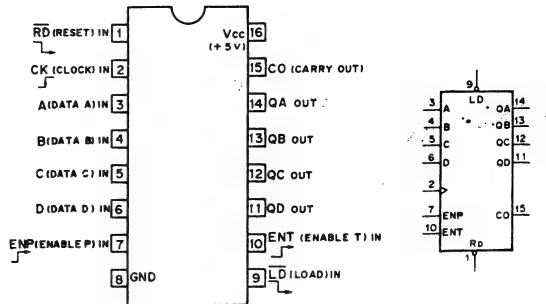 RD (RESET) IN 1
CK (CLOCK) IN 2
A (DATA A) IN 3
B (DATA B) IN 4
C (DATA C) IN 5
D (DATA D) IN 6
ENP (ENABLE P) IN 7
8 GND
Vcc 16
(+5V)
15 CO (CARRY OUT)
14 QA OUT
13 QB OUT
12 QC OUT
11 QD OUT
10 ENT (ENABLE T) IN
9 LD (LOAD) IN
9
LD
3 A QA 14
4 B QB 13
5 C QC 12
6 D QD 11
2
7 ENP CO 15
10 ENT
RD
1